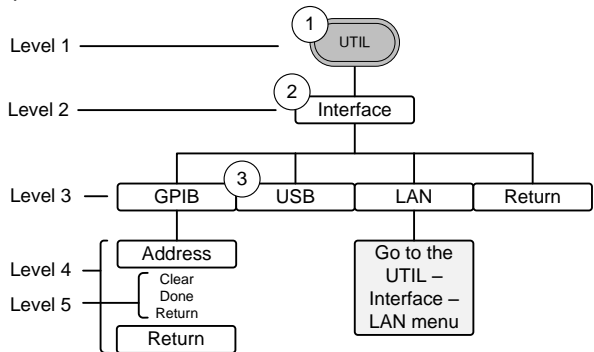 1
Level 1
UTIL
2
Level 2
Interface
3
Level 3
GPIB
USB
LAN
Return
Level 4
Address
Level 5
Clear
Done
Return
Return
Go to the
UTIL –
Interface –
LAN menu